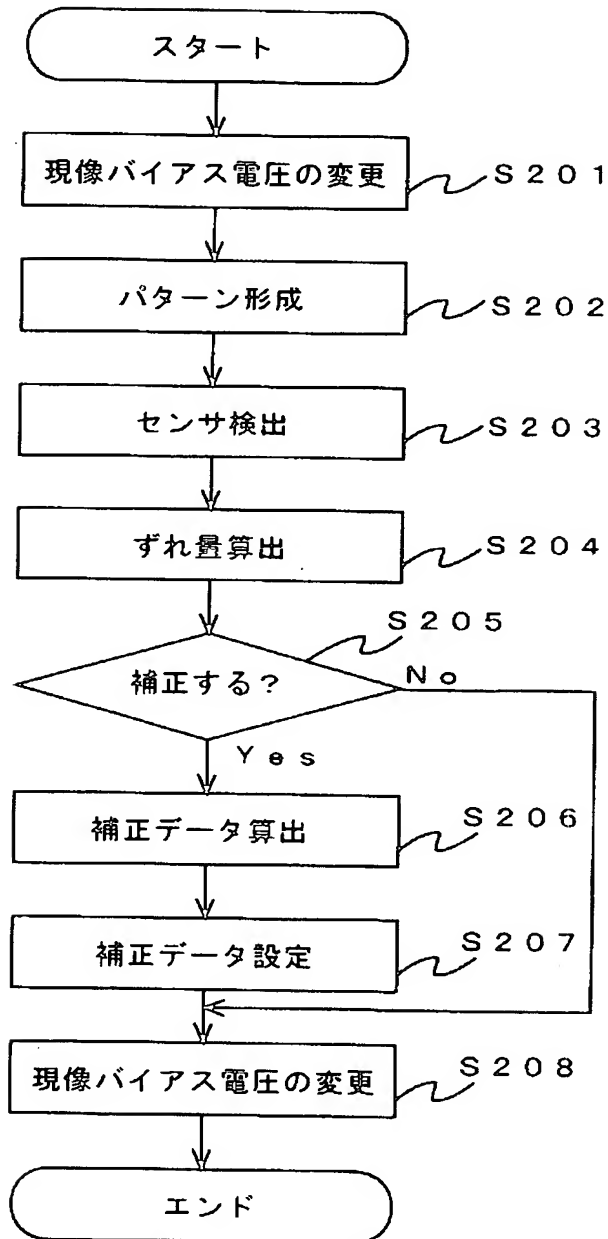 スタート
現像バイアス電圧の変更
S201
パターン形成
S202
センサ検出
S203
ずれ量算出
S204
S205
補正する?
No
Yes
補正データ算出
S206
補正データ設定
S207
現像バイアス電圧の変更
S208
エンド